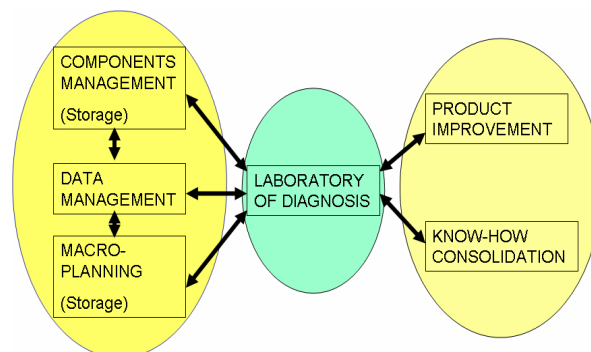 COMPONENTS
MANAGEMENT
(Storage)
DATA
MANAGEMENT
MACRO-
PLANNING
(Storage)
LABORATORY
OF DIAGNOSIS
PRODUCT
IMPROVEMENT
KNOW-HOW
CONSOLIDATION